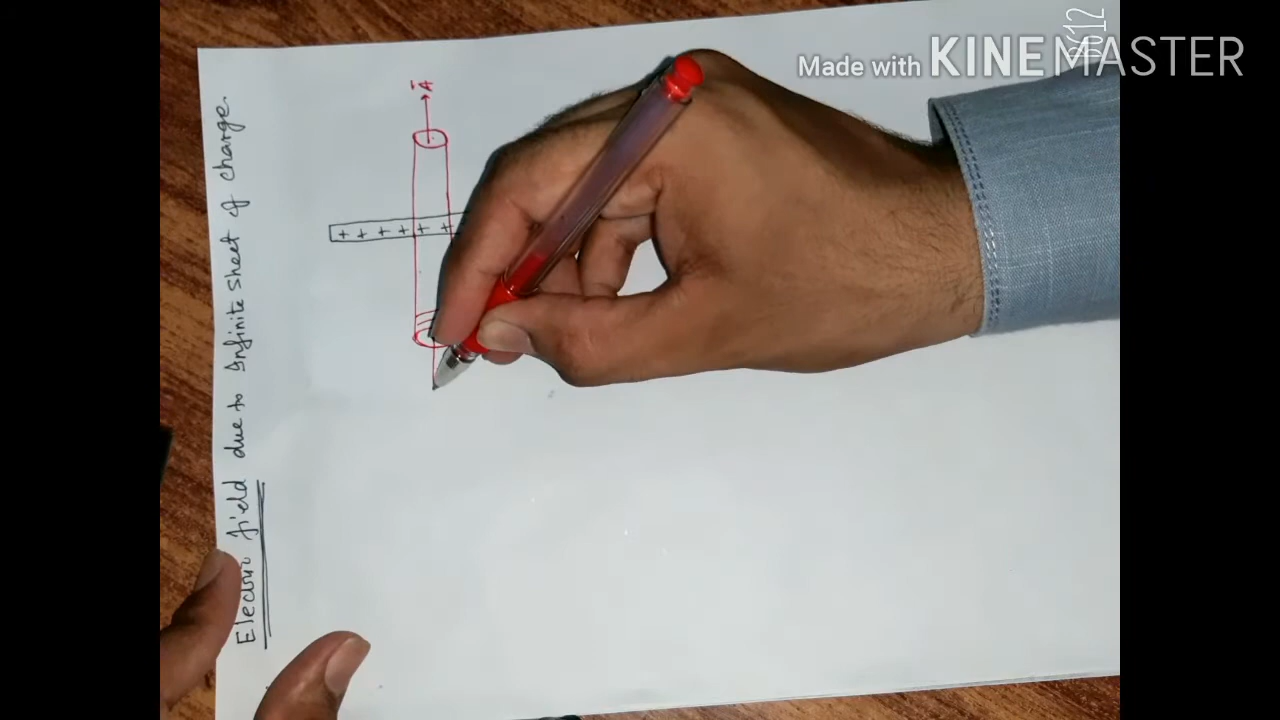 Made with KINEMASTER
Electric field due to Infinite sheet of charge.
A
+ + + + + +